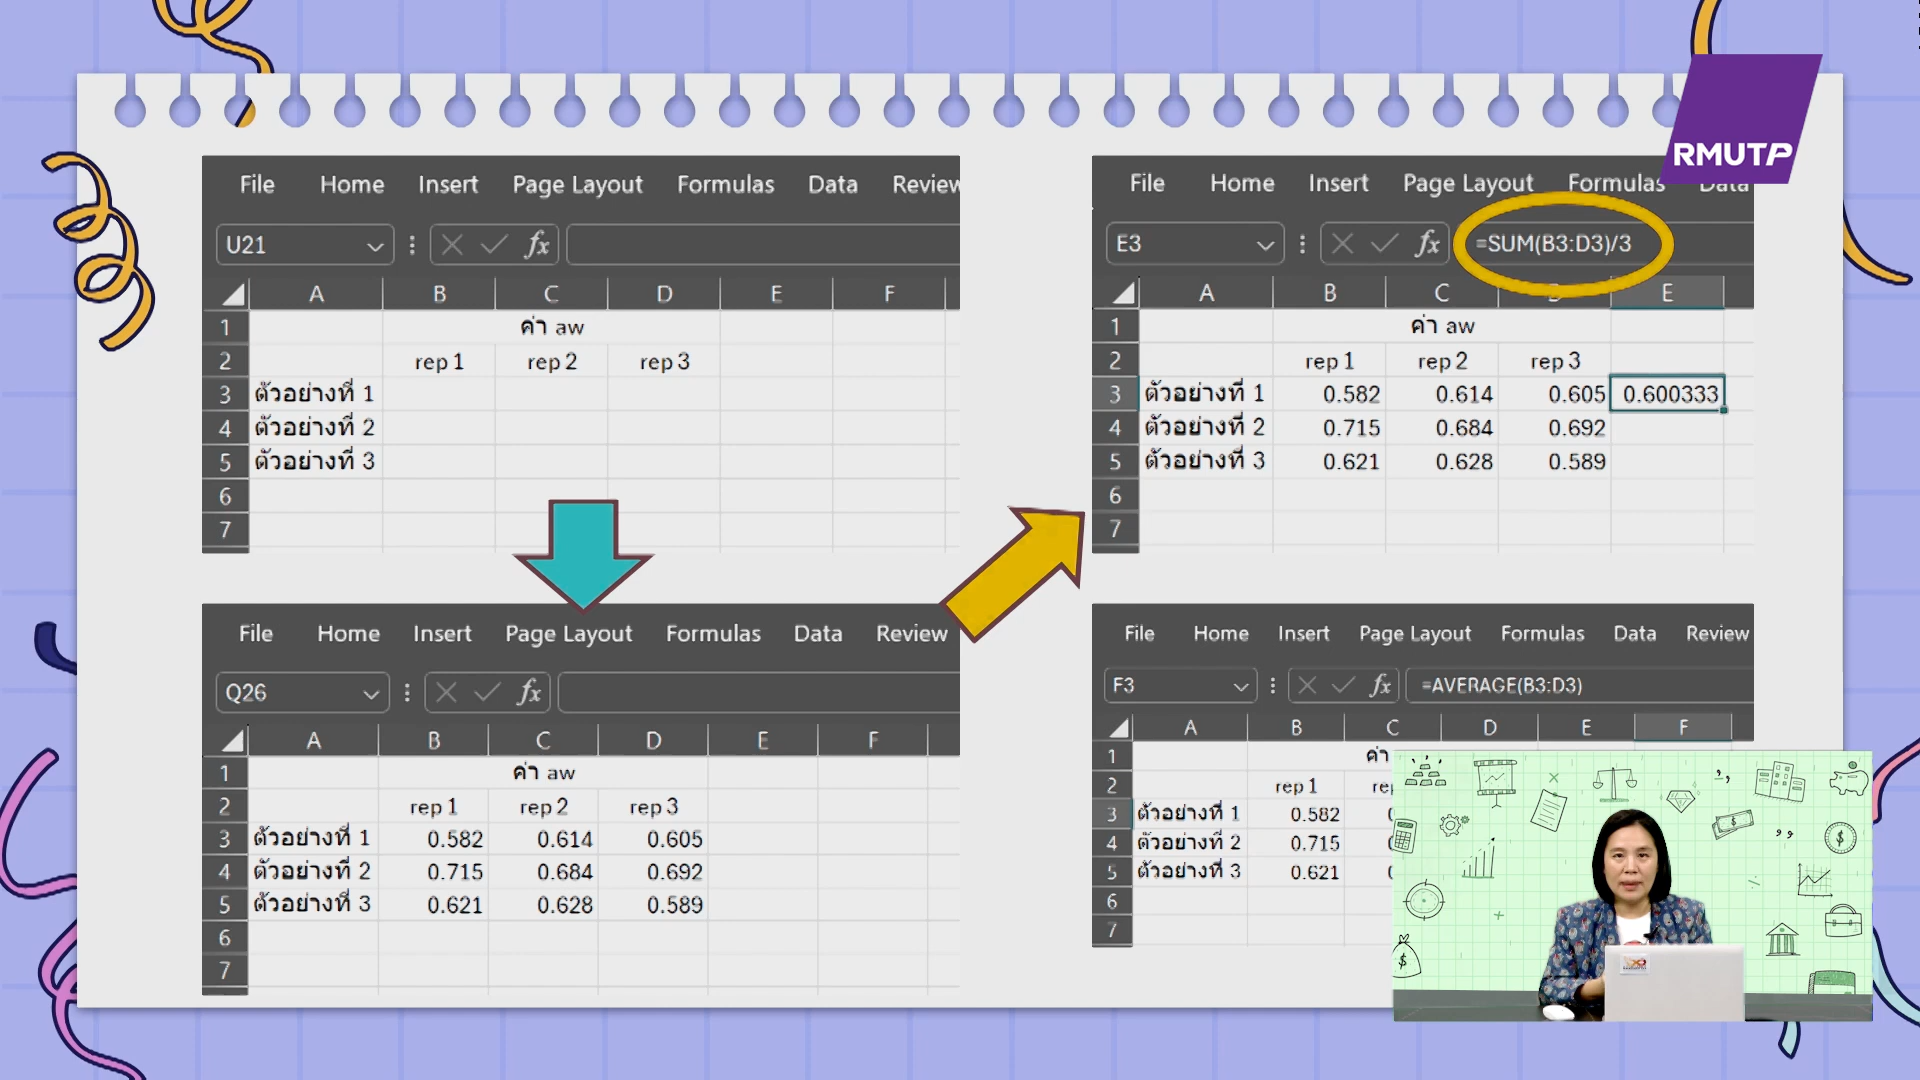 RMUTP
File Home Insert Page Layout Formulas Data Review
U21 fx
A B C D E F
1 ค่า aw
2 rep 1 rep 2 rep 3
3 ตัวอย่างที่ 1
4 ตัวอย่างที่ 2
5 ตัวอย่างที่ 3
6
7
File Home Insert Page Layout Formulas Data
E3 fx =SUM(B3:D3)/3
A B C D E
1 ค่า aw
2 rep 1 rep 2 rep 3
3 ตัวอย่างที่ 1 0.582 0.614 0.605 0.600333
4 ตัวอย่างที่ 2 0.715 0.684 0.692
5 ตัวอย่างที่ 3 0.621 0.628 0.589
6
7
File Home Insert Page Layout Formulas Data Review
Q26 fx
A B C D E F
1 ค่า aw
2 rep 1 rep 2 rep 3
3 ตัวอย่างที่ 1 0.582 0.614 0.605
4 ตัวอย่างที่ 2 0.715 0.684 0.692
5 ตัวอย่างที่ 3 0.621 0.628 0.589
6
7
File Home Insert Page Layout Formulas Data Review
F3 fx =AVERAGE(B3:D3)
A B C D E F
1 ค่า
2 rep 1
3 ตัวอย่างที่ 1 0.582
4 ตัวอย่างที่ 2 0.715
5 ตัวอย่างที่ 3 0.621
6
7